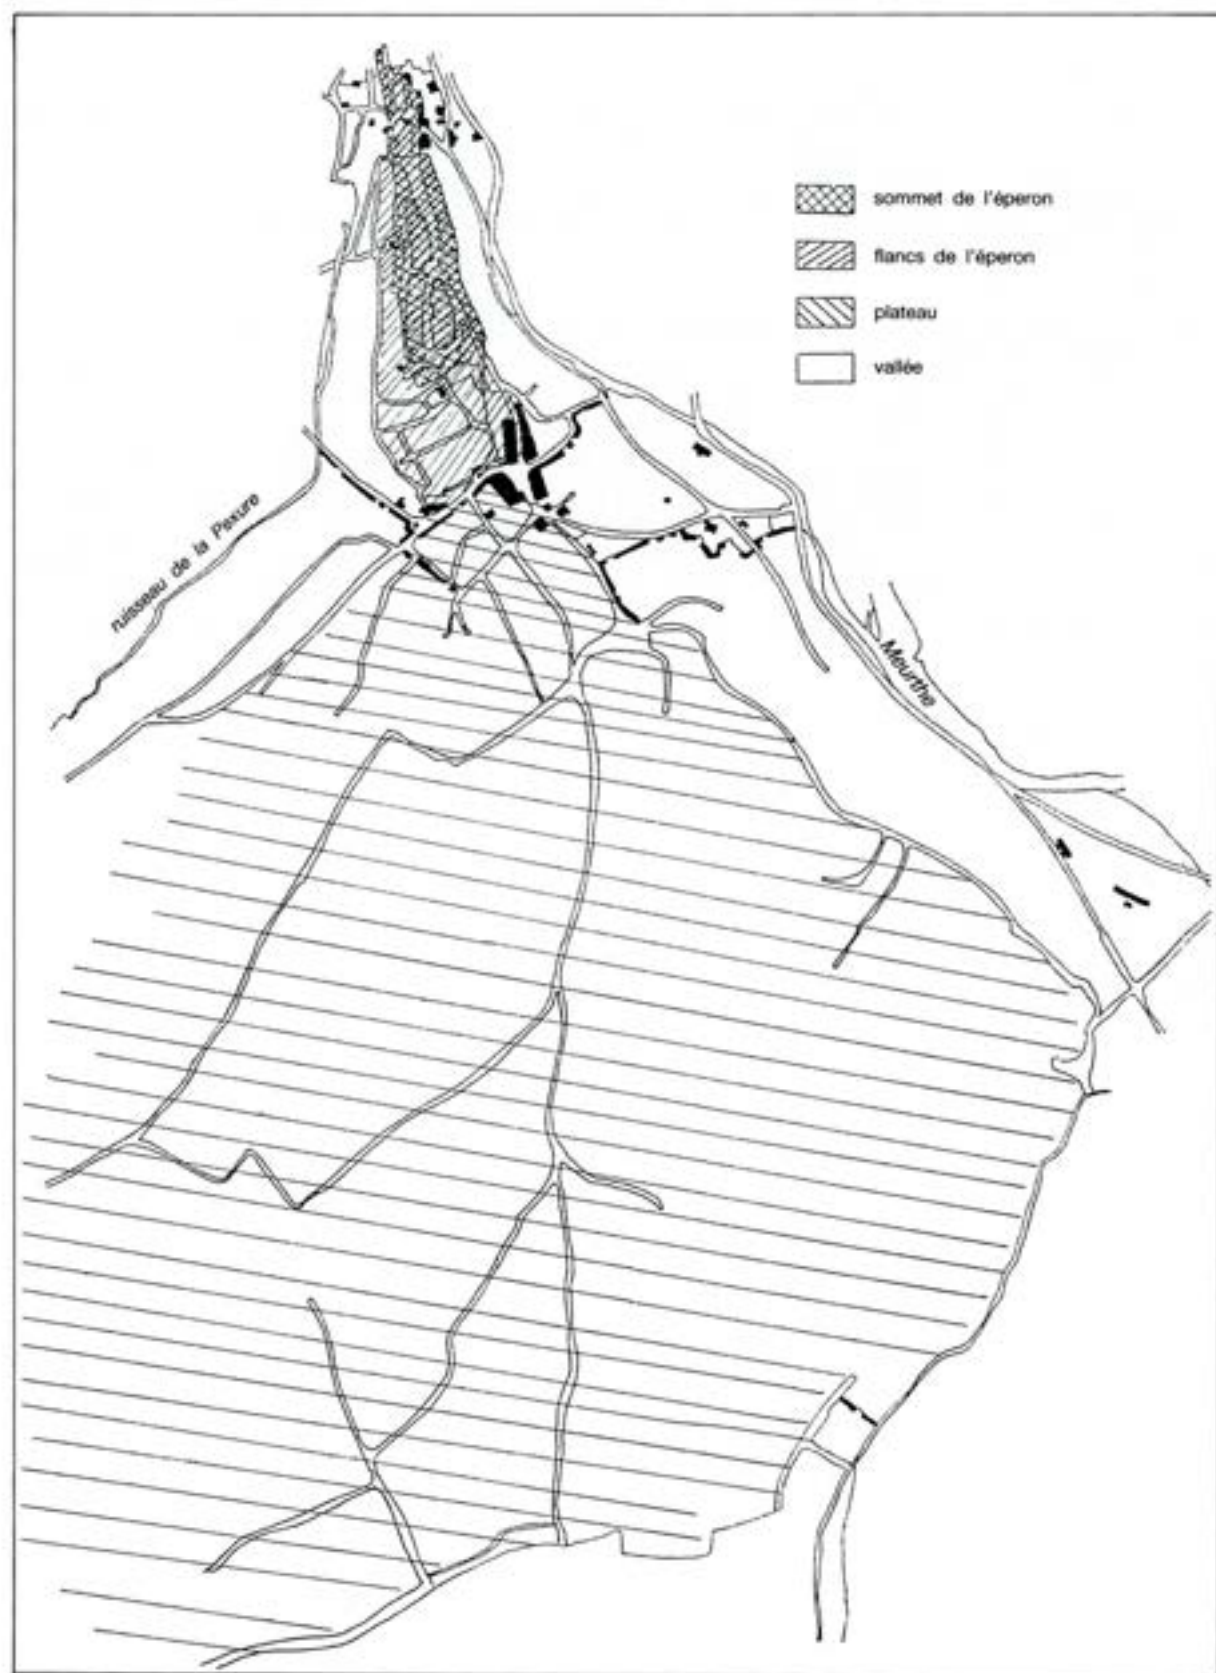 sommet de l'éperon
flancs de l'éperon
plateau
vallée
ruisseau de la Pexure
Meurthe